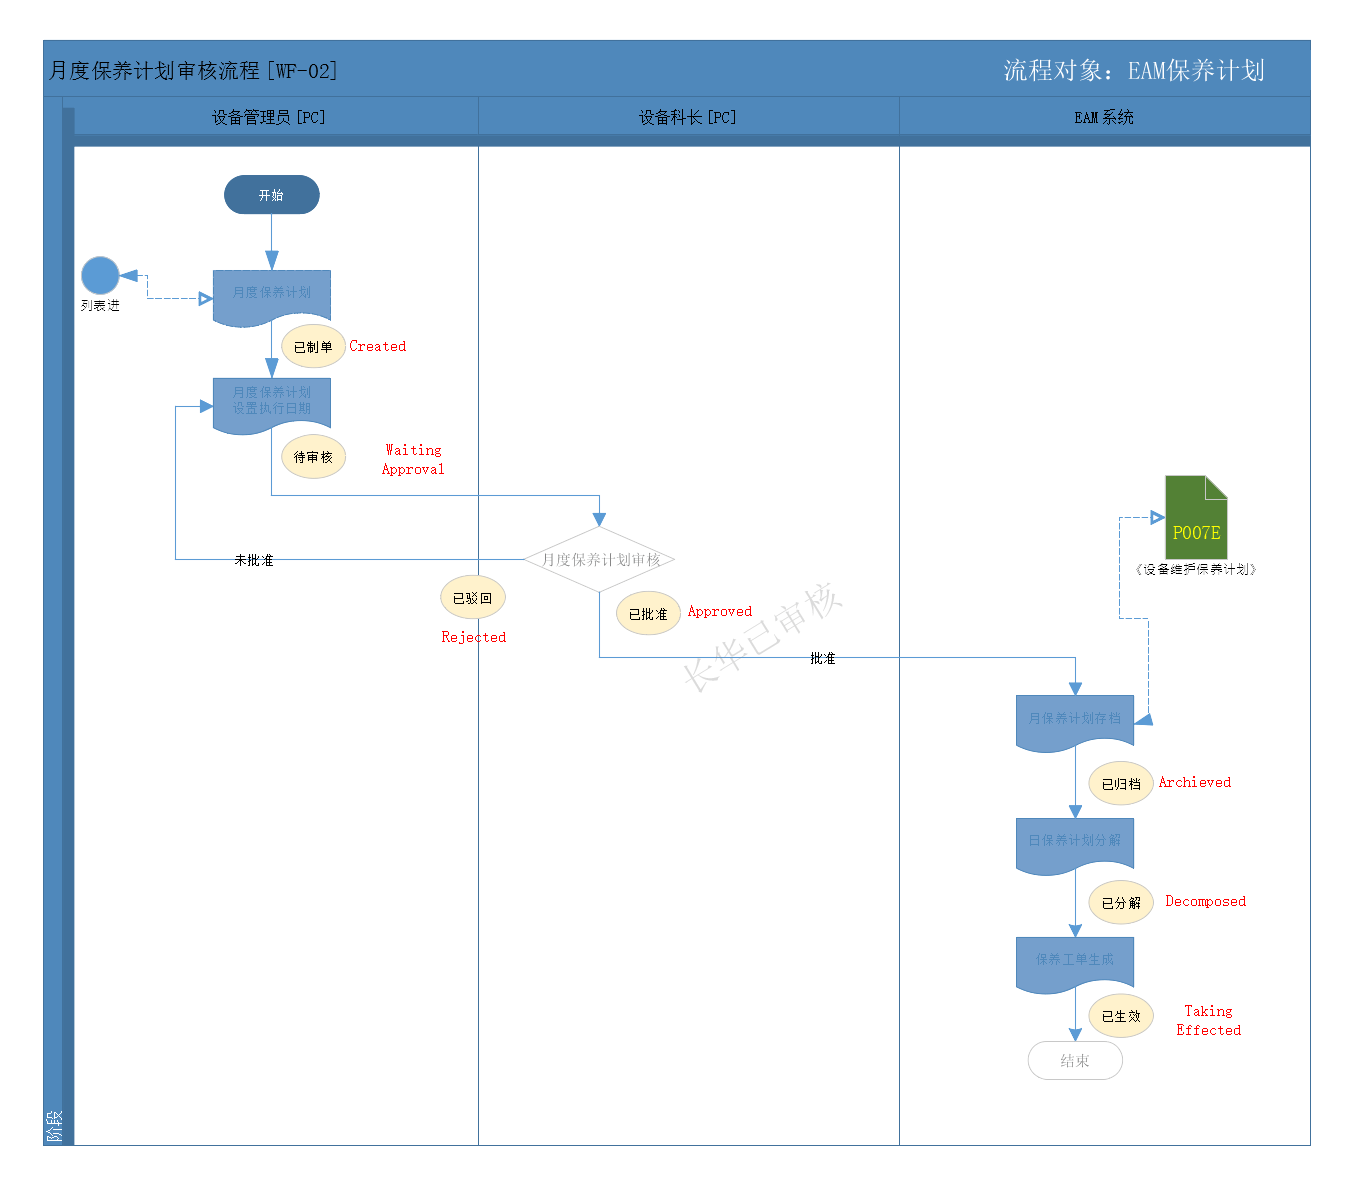 月度保养计划审核流程[WF-02]
流程对象：EAM保养计划
设备管理员[PC]
设备科长[PC]
EAM系统
开始
列表进
月度保养计划
已制单
Created
月度保养计划
设置执行日期
待审核
Waiting
Approval
P007E
《设备维护保养计划》
未批准
月度保养计划审核
已驳回
Rejected
已批准
Approved
长华已审核
批准
月保养计划存档
已归档
Archieved
日保养计划分解
已分解
Decomposed
保养工单生成
已生效
Taking
Effected
结束
阶段